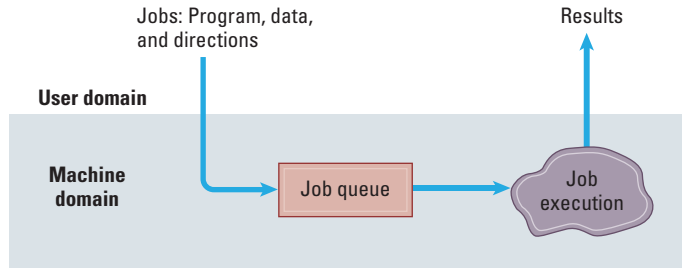 Jobs: Program, data,
and directions
Results
User domain
Machine
domain
Job queue
Job
execution